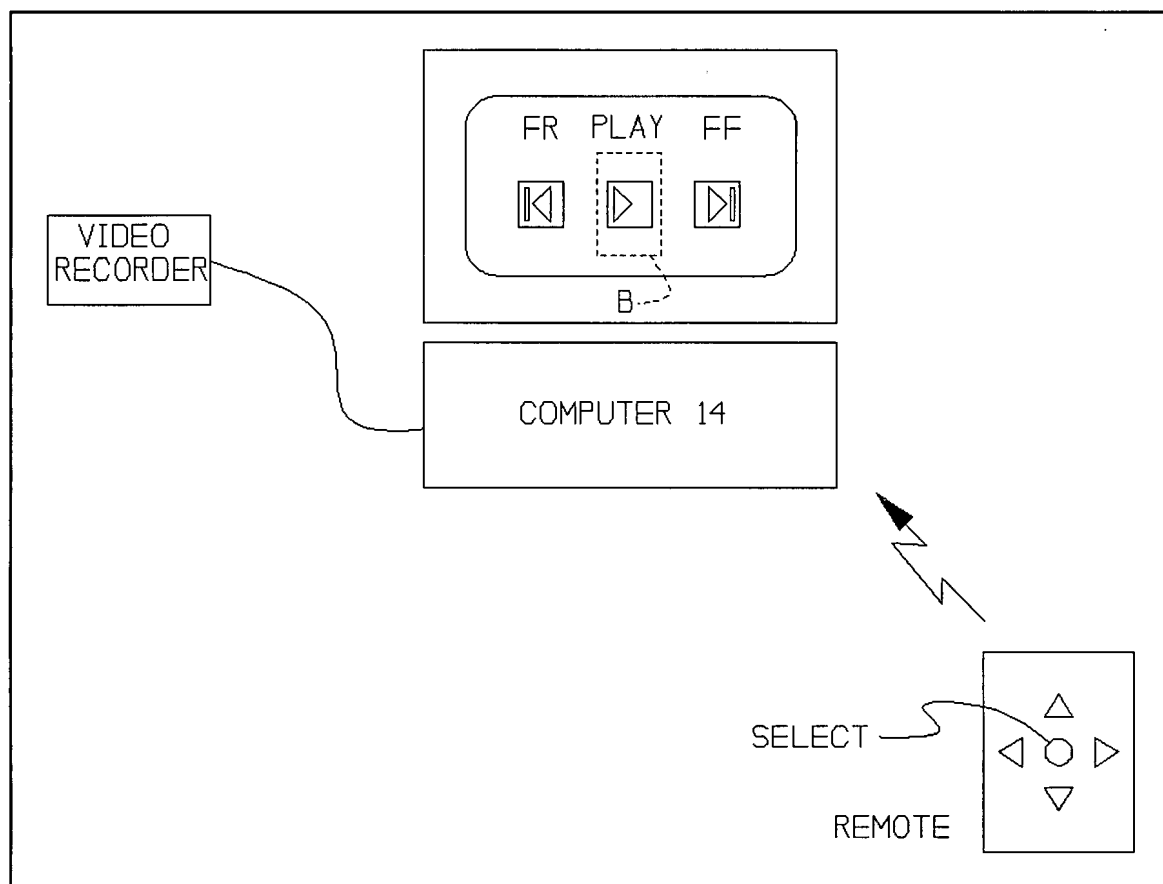 FR PLAY FF
VIDEO
RECORDER
B
COMPUTER 14
SELECT
REMOTE